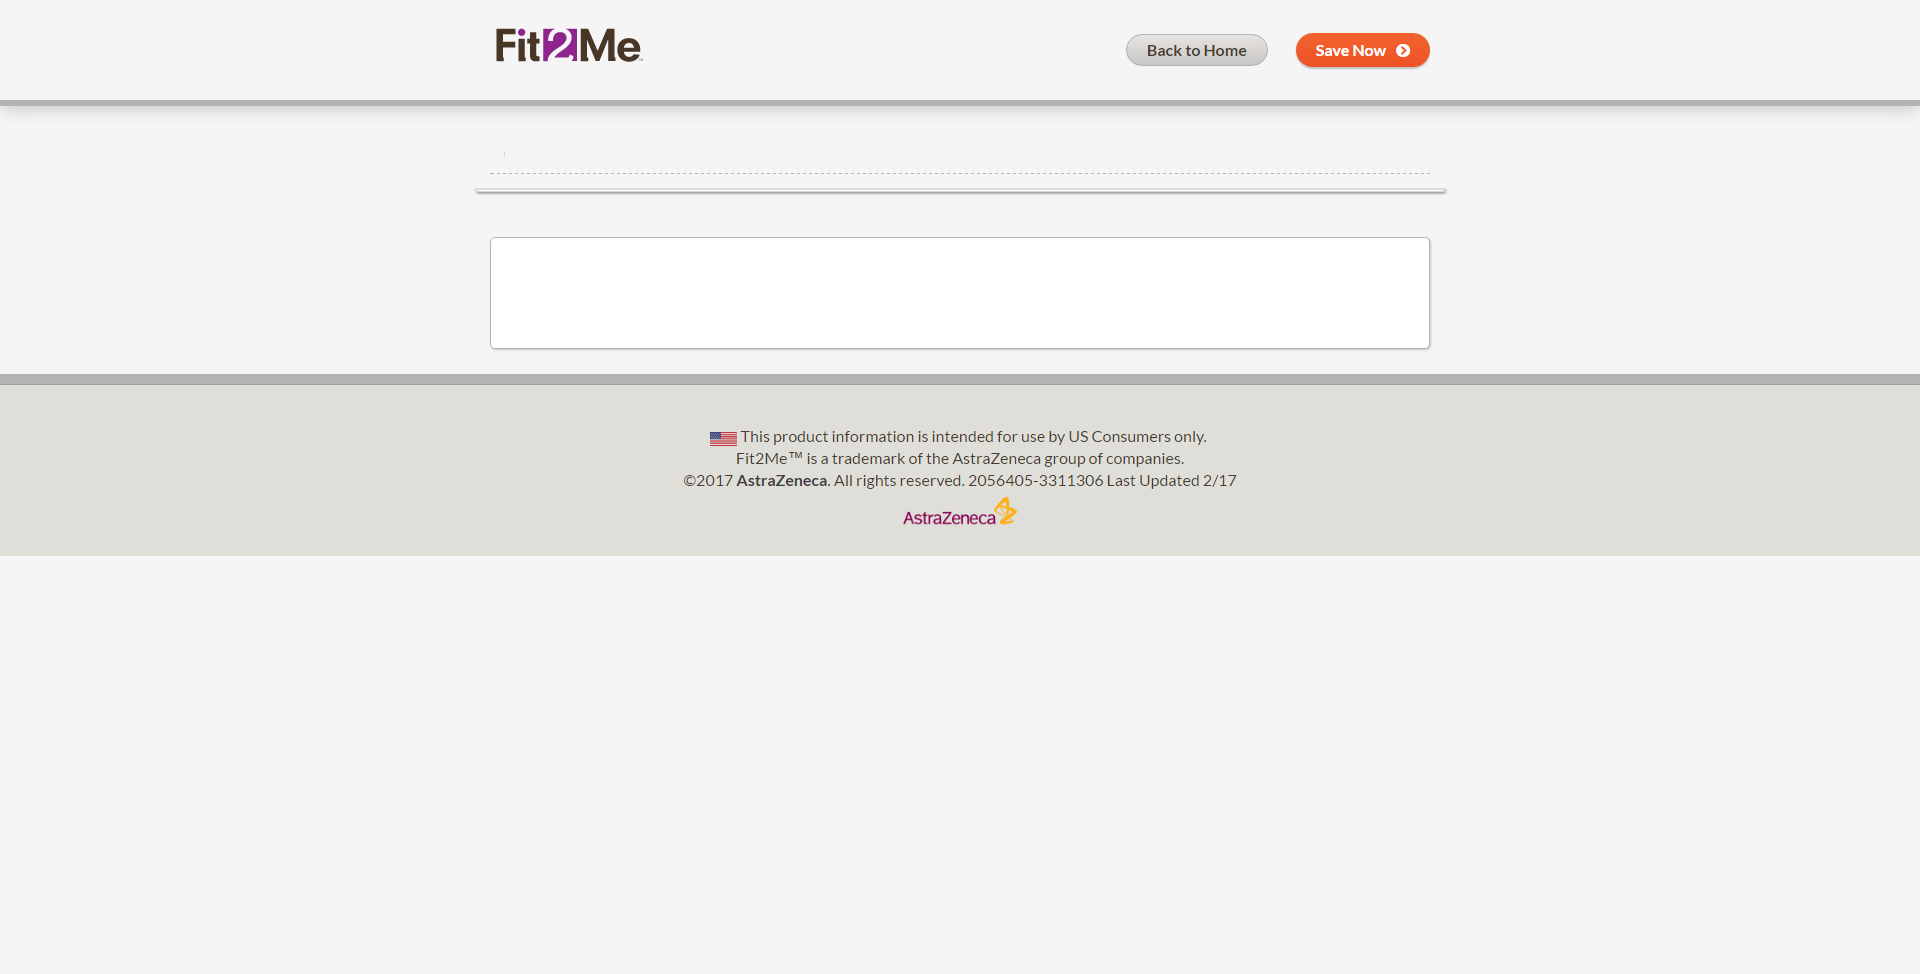 Fit2Me™
Back to Home
Save Now
This product information is intended for use by US Consumers only.
Fit2Me™ is a trademark of the AstraZeneca group of companies.
©2017 AstraZeneca. All rights reserved. 2056405-3311306 Last Updated 2/17
AstraZeneca